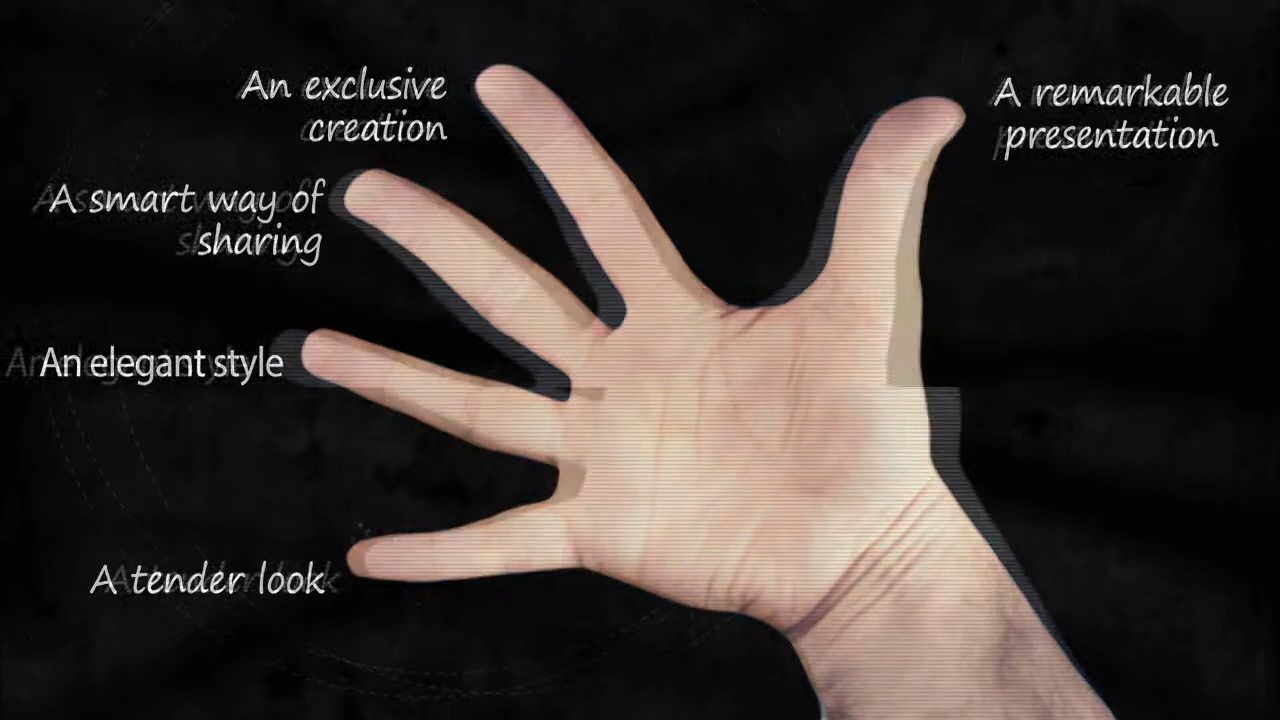 An exclusive
creation
A remarkable
presentation
A smart way of
sharing
An elegant style
A tender look